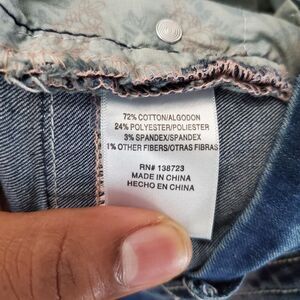 72% COTTON/ALGODON
24% POLYESTER/POLIESTER
3% SPANDEX/SPANDEX
1% OTHER FIBERS/OTRAS FIBRAS
RN# 138723
MADE IN CHINA
HECHO EN CHINA